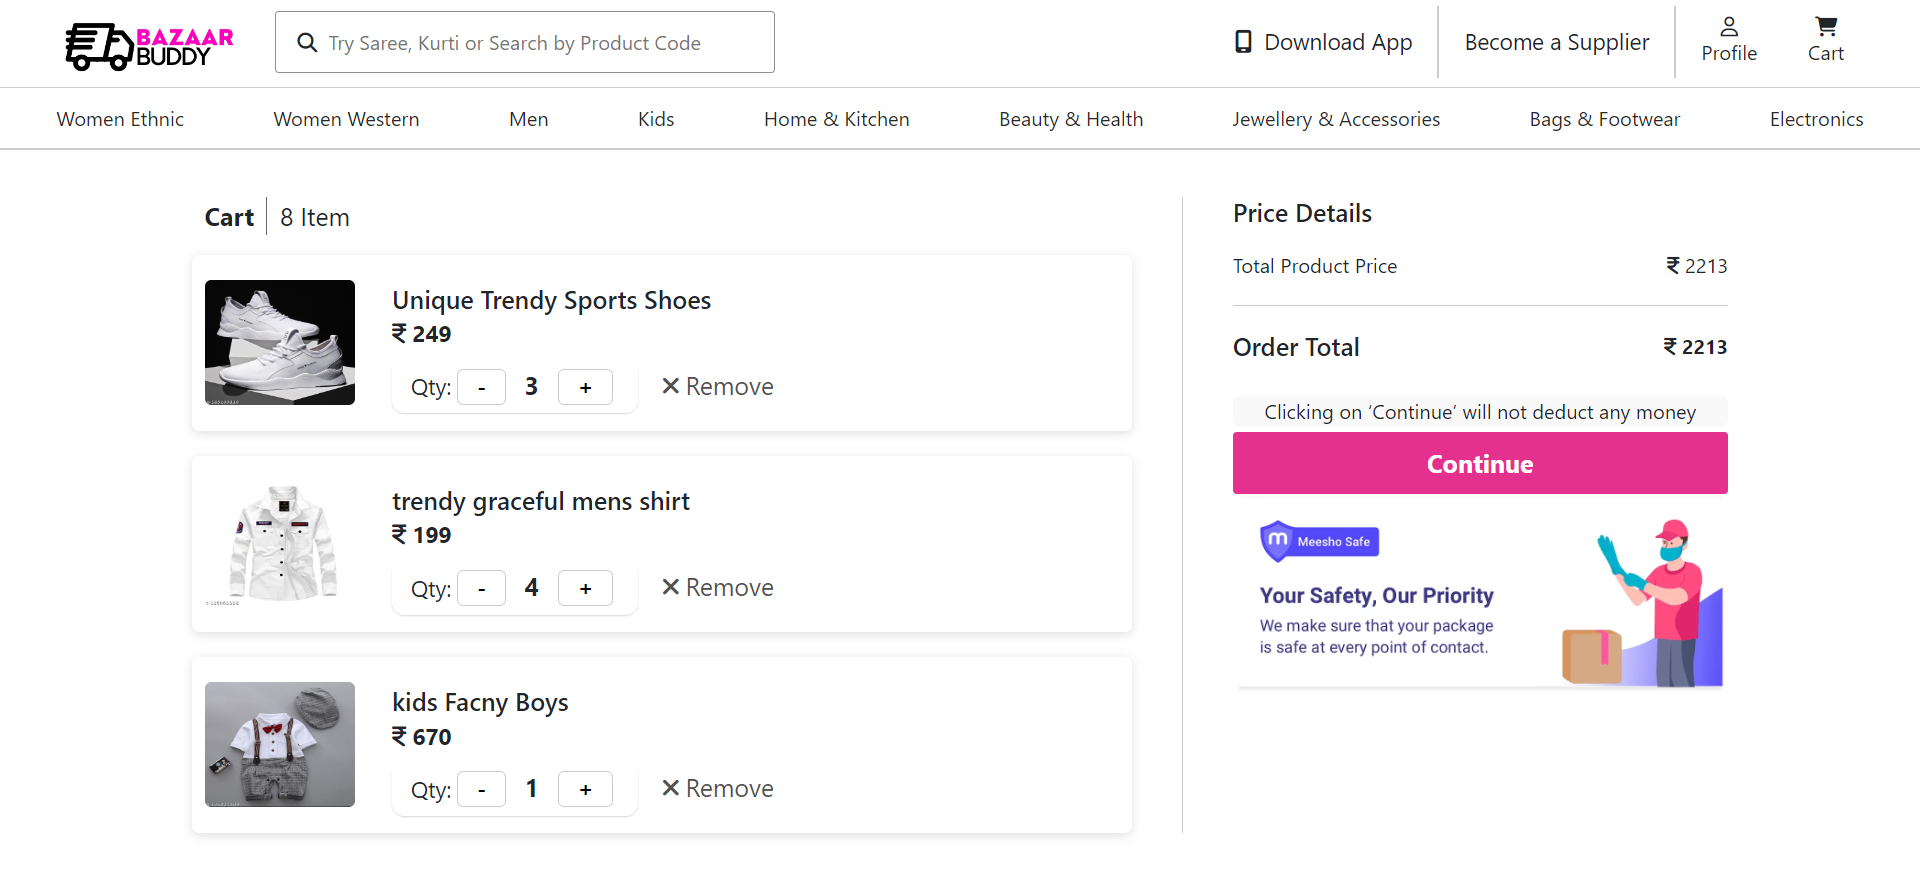 BAZAAR
BUDDY
Try Saree, Kurti or Search by Product Code
Download App
Become a Supplier
Profile
Cart
Women Ethnic
Women Western
Men
Kids
Home & Kitchen
Beauty & Health
Jewellery & Accessories
Bags & Footwear
Electronics
Cart
8 Item
Unique Trendy Sports Shoes
₹ 249
Qty: - 3 +
✕ Remove
trendy graceful mens shirt
₹ 199
Qty: - 4 +
✕ Remove
kids Facny Boys
₹ 670
Qty: - 1 +
✕ Remove
Price Details
Total Product Price ₹ 2213
Order Total ₹ 2213
Clicking on ‘Continue’ will not deduct any money
Continue
m Meesho Safe
Your Safety, Our Priority
We make sure that your package
is safe at every point of contact.